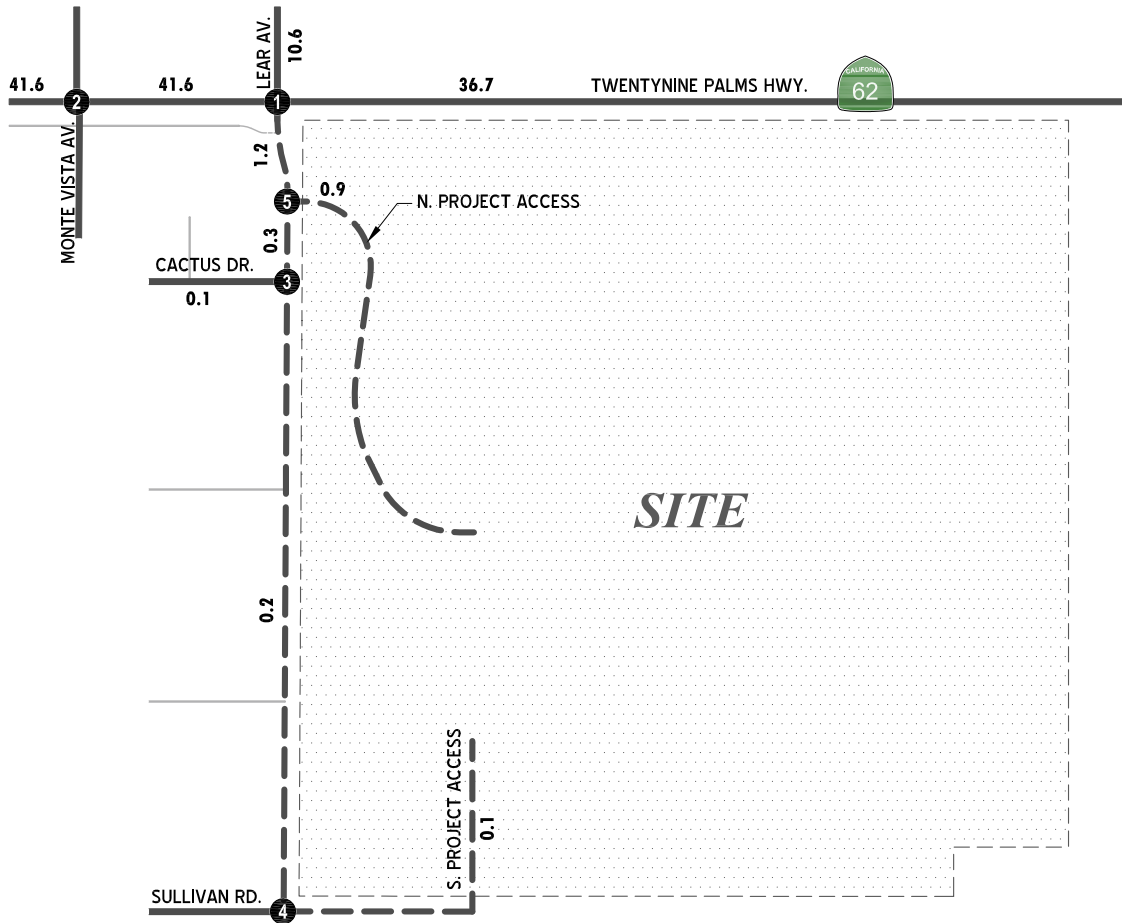 LEAR AV.
10.6
41.6
41.6
36.7
TWENTYNINE PALMS HWY.
CALIFORNIA
62
2
1
MONTE VISTA AV.
1.2
5
0.9
N. PROJECT ACCESS
0.3
CACTUS DR.
3
0.1
SITE
0.2
S. PROJECT ACCESS
0.1
SULLIVAN RD.
4